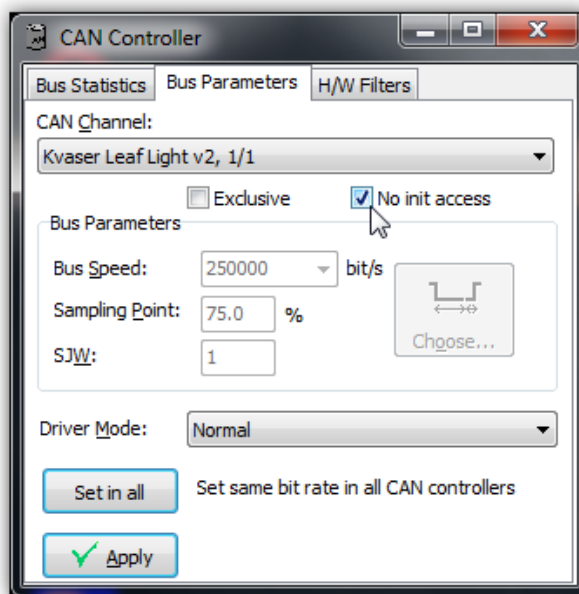 CAN Controller
Bus Statistics Bus Parameters H/W Filters
CAN Channel:
Kvaser Leaf Light v2, 1/1
Exclusive No init access
Bus Parameters
Bus Speed: 250000 bit/s
Sampling Point: 75.0 %
Choose...
SJW: 1
Driver Mode: Normal
Set in all Set same bit rate in all CAN controllers
Apply